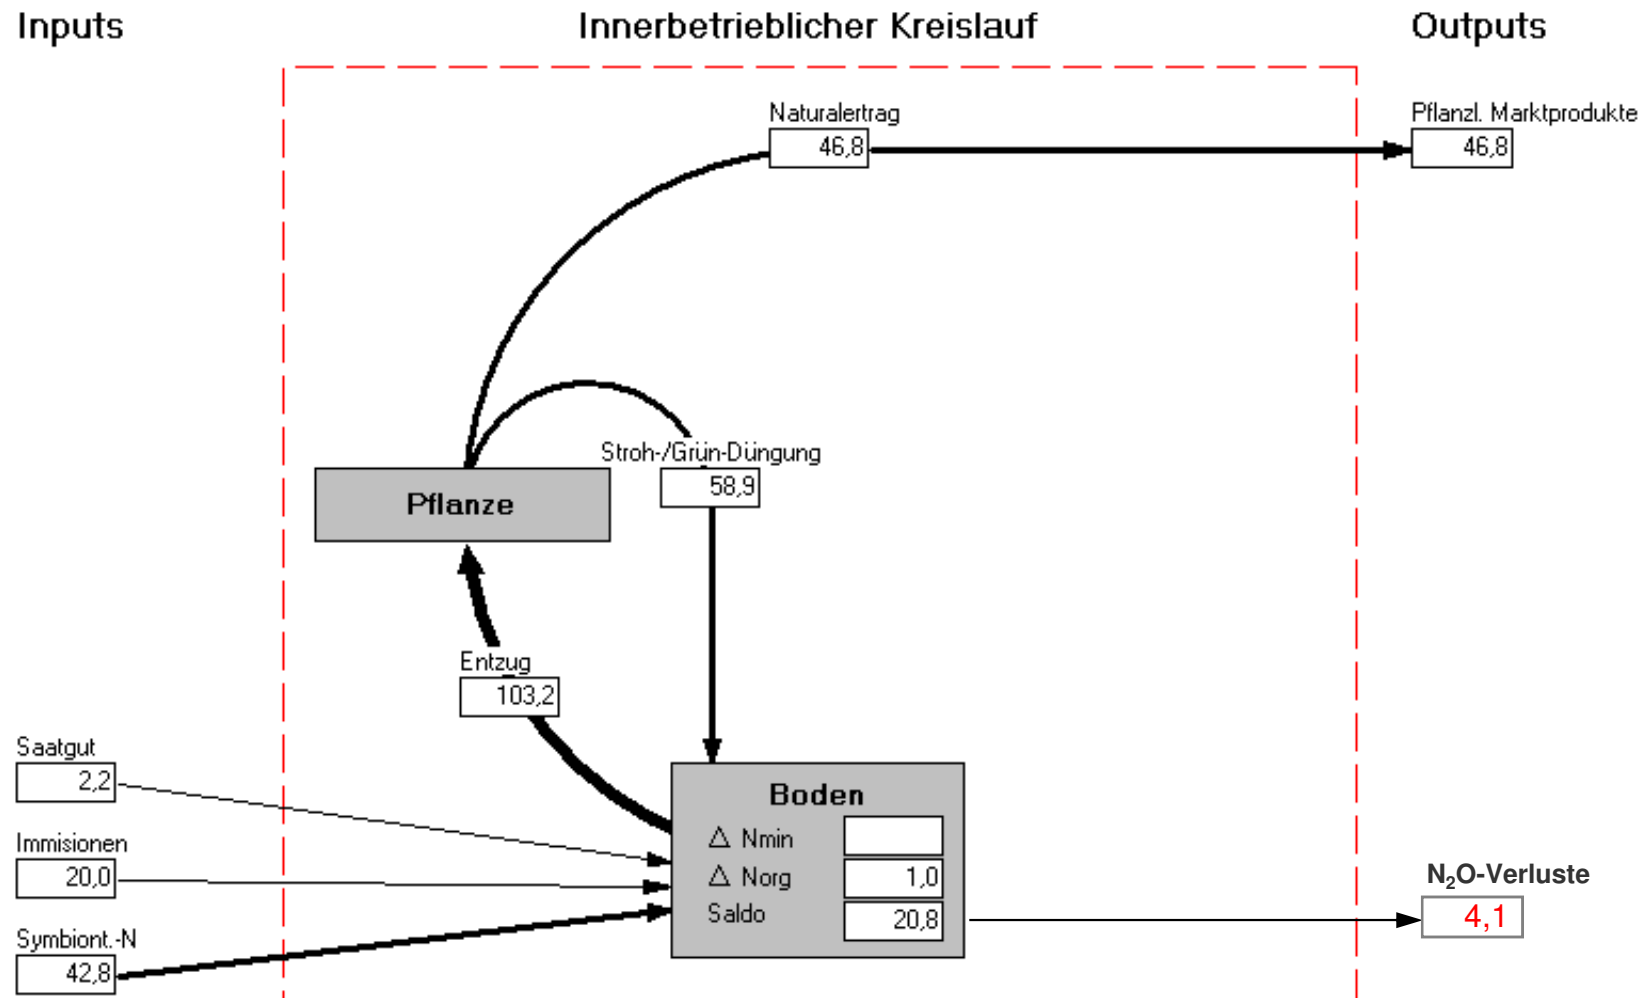 Inputs
Innerbetrieblicher Kreislauf
Outputs
Naturalertrag
46,8
Pflanzl. Marktprodukte
46,8
Stroh-/Grün-Düngung
58,9
Pflanze
Entzug
103,2
Saatgut
2,2
Immisionen
20,0
Symbiont.-N
42,8
Boden
Δ Nmin
Δ Norg 1,0
Saldo 20,8
N₂O-Verluste
4,1